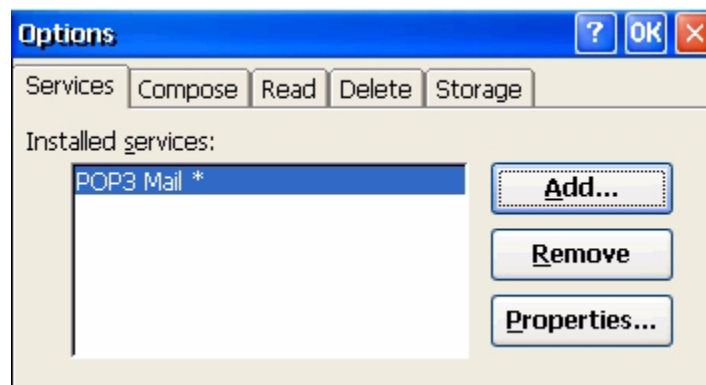 Options ? OK ×
Services Compose Read Delete Storage
Installed services:
POP3 Mail *
Add...
Remove
Properties...